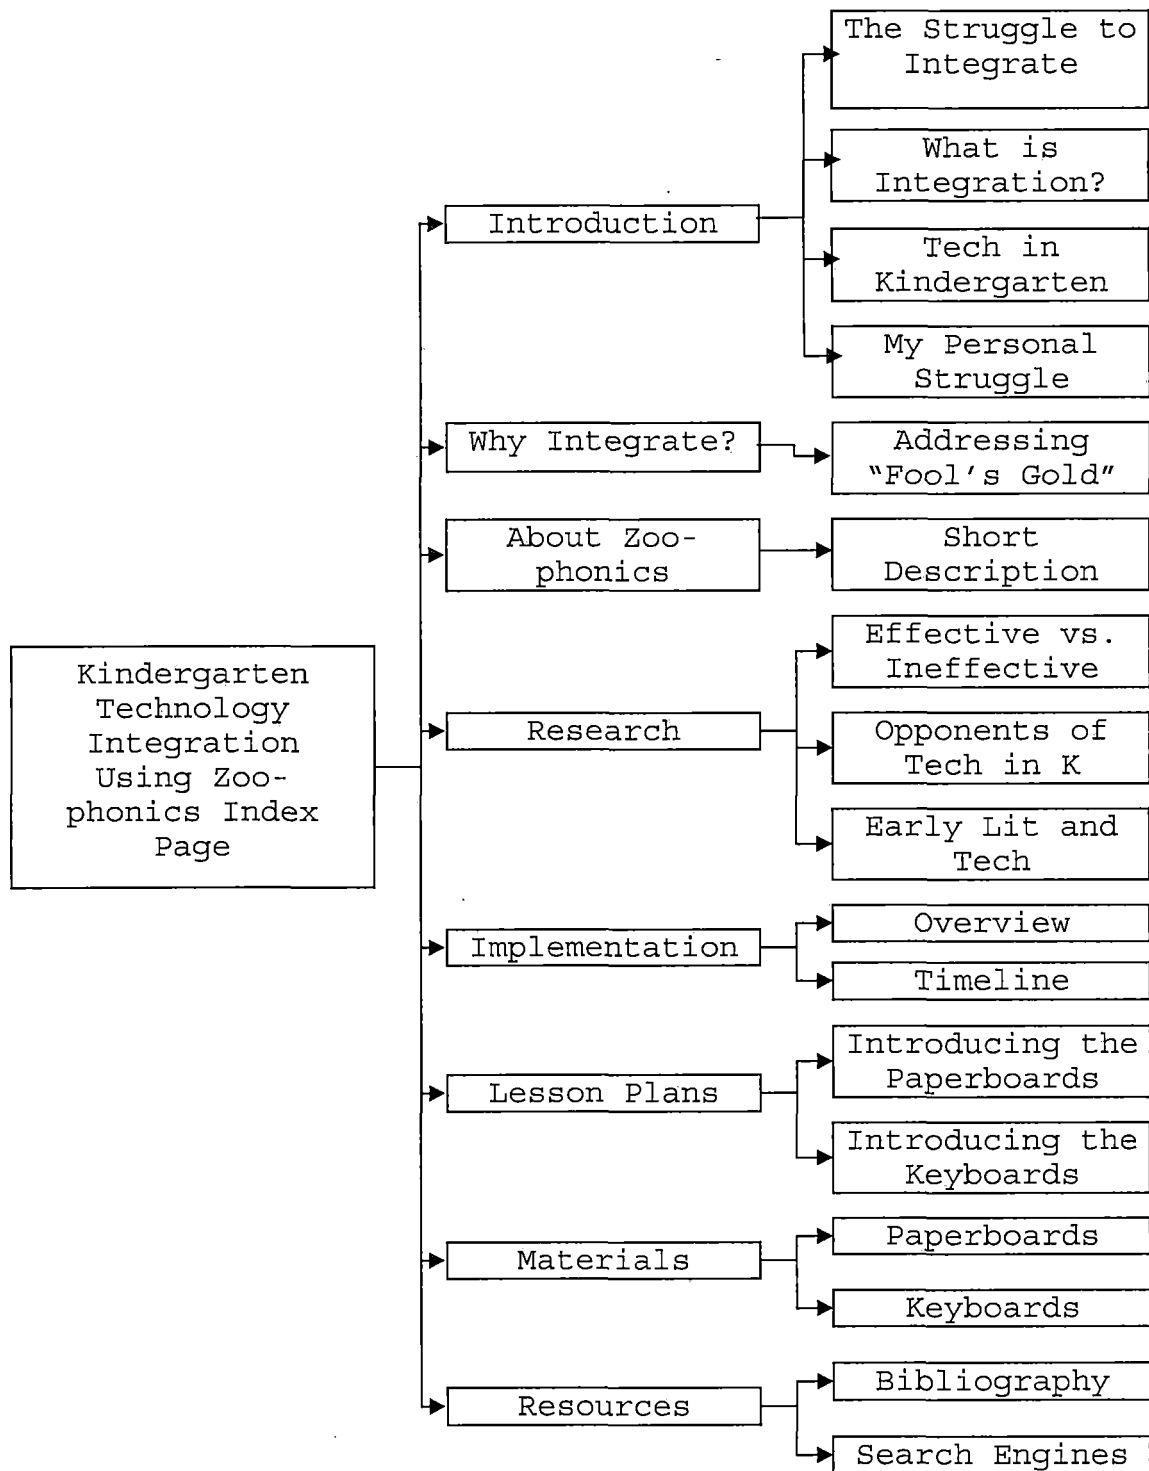 Kindergarten
Technology
Integration
Using Zoo-
phonics Index
Page
Introduction
The Struggle to
Integrate
What is
Integration?
Tech in
Kindergarten
My Personal
Struggle
Why Integrate?
Addressing
"Fool's Gold"
About Zoo-
phonics
Short
Description
Research
Effective vs.
Ineffective
Opponents of
Tech in K
Early Lit and
Tech
Implementation
Overview
Timeline
Lesson Plans
Introducing the
Paperboards
Introducing the
Keyboards
Materials
Paperboards
Keyboards
Resources
Bibliography
Search Engines